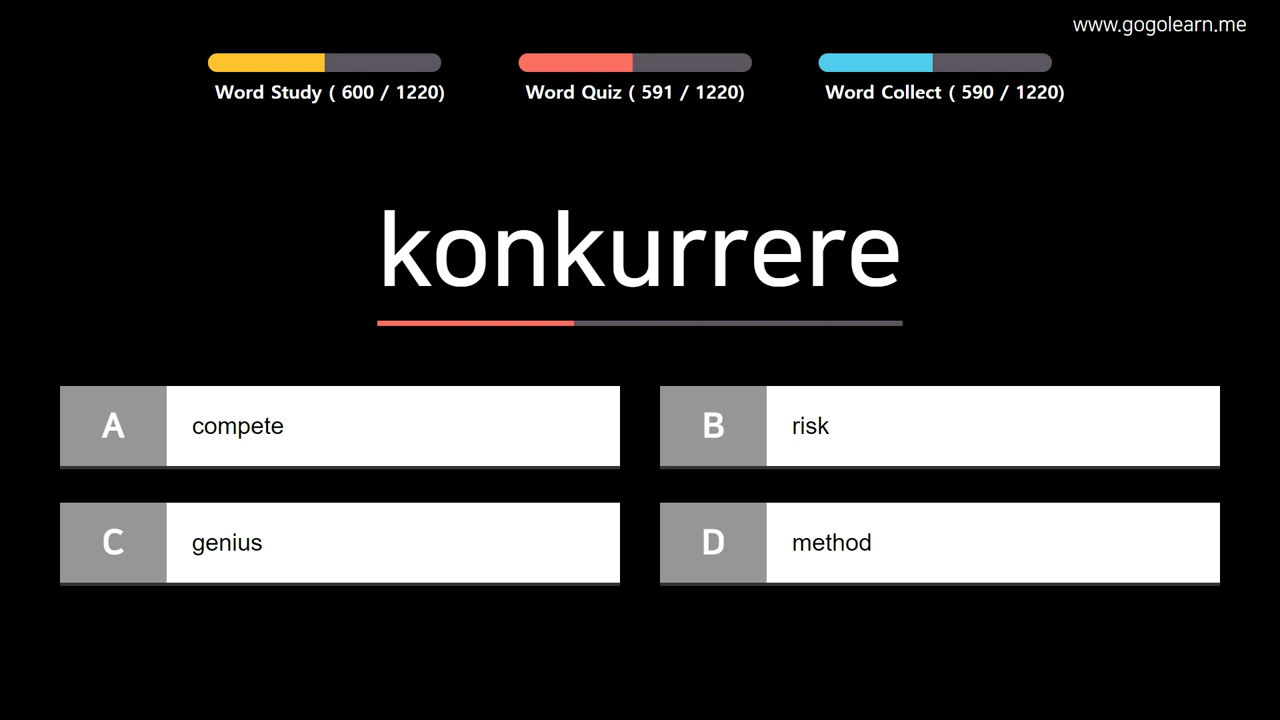 www.gogolearn.me
Word Study ( 600 / 1220)
Word Quiz ( 591 / 1220)
Word Collect ( 590 / 1220)
konkurrere
A compete
B risk
C genius
D method